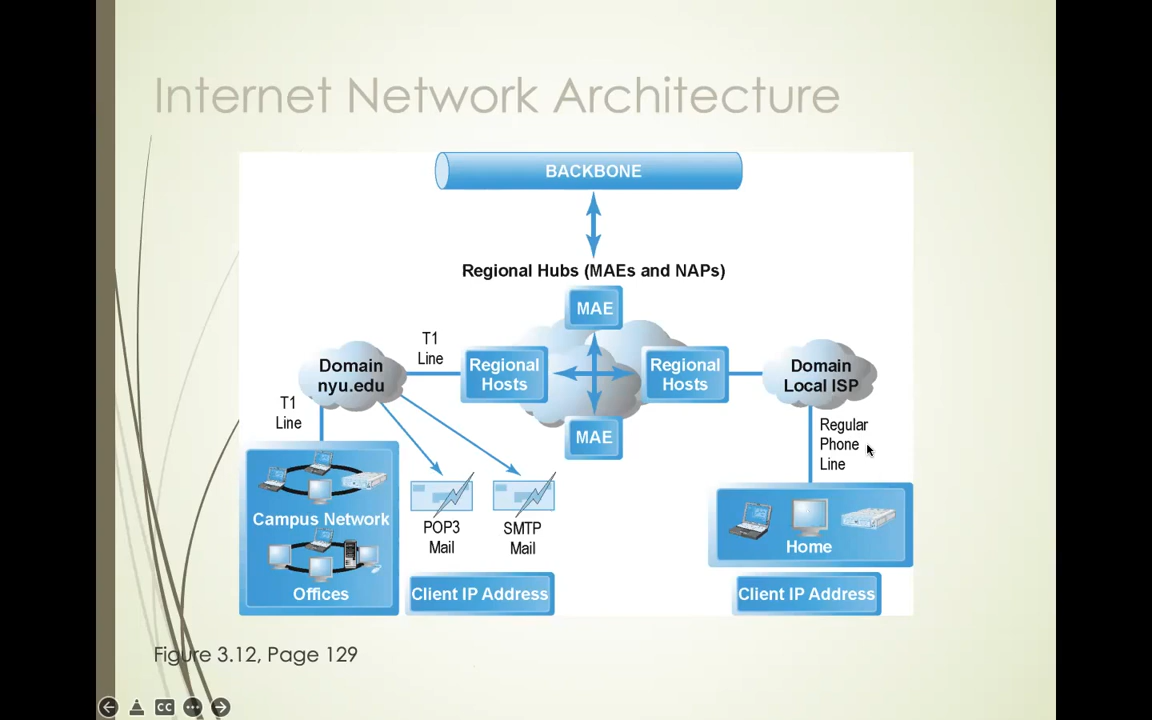 Internet Network Architecture
BACKBONE
Regional Hubs (MAEs and NAPs)
MAE
T1
Line
Regional
Hosts
Regional
Hosts
Domain
nyu.edu
Domain
Local ISP
T1
Line
MAE
Regular
Phone
Line
Campus Network
Offices
POP3
Mail
SMTP
Mail
Client IP Address
Home
Client IP Address
Figure 3.12, Page 129
CC